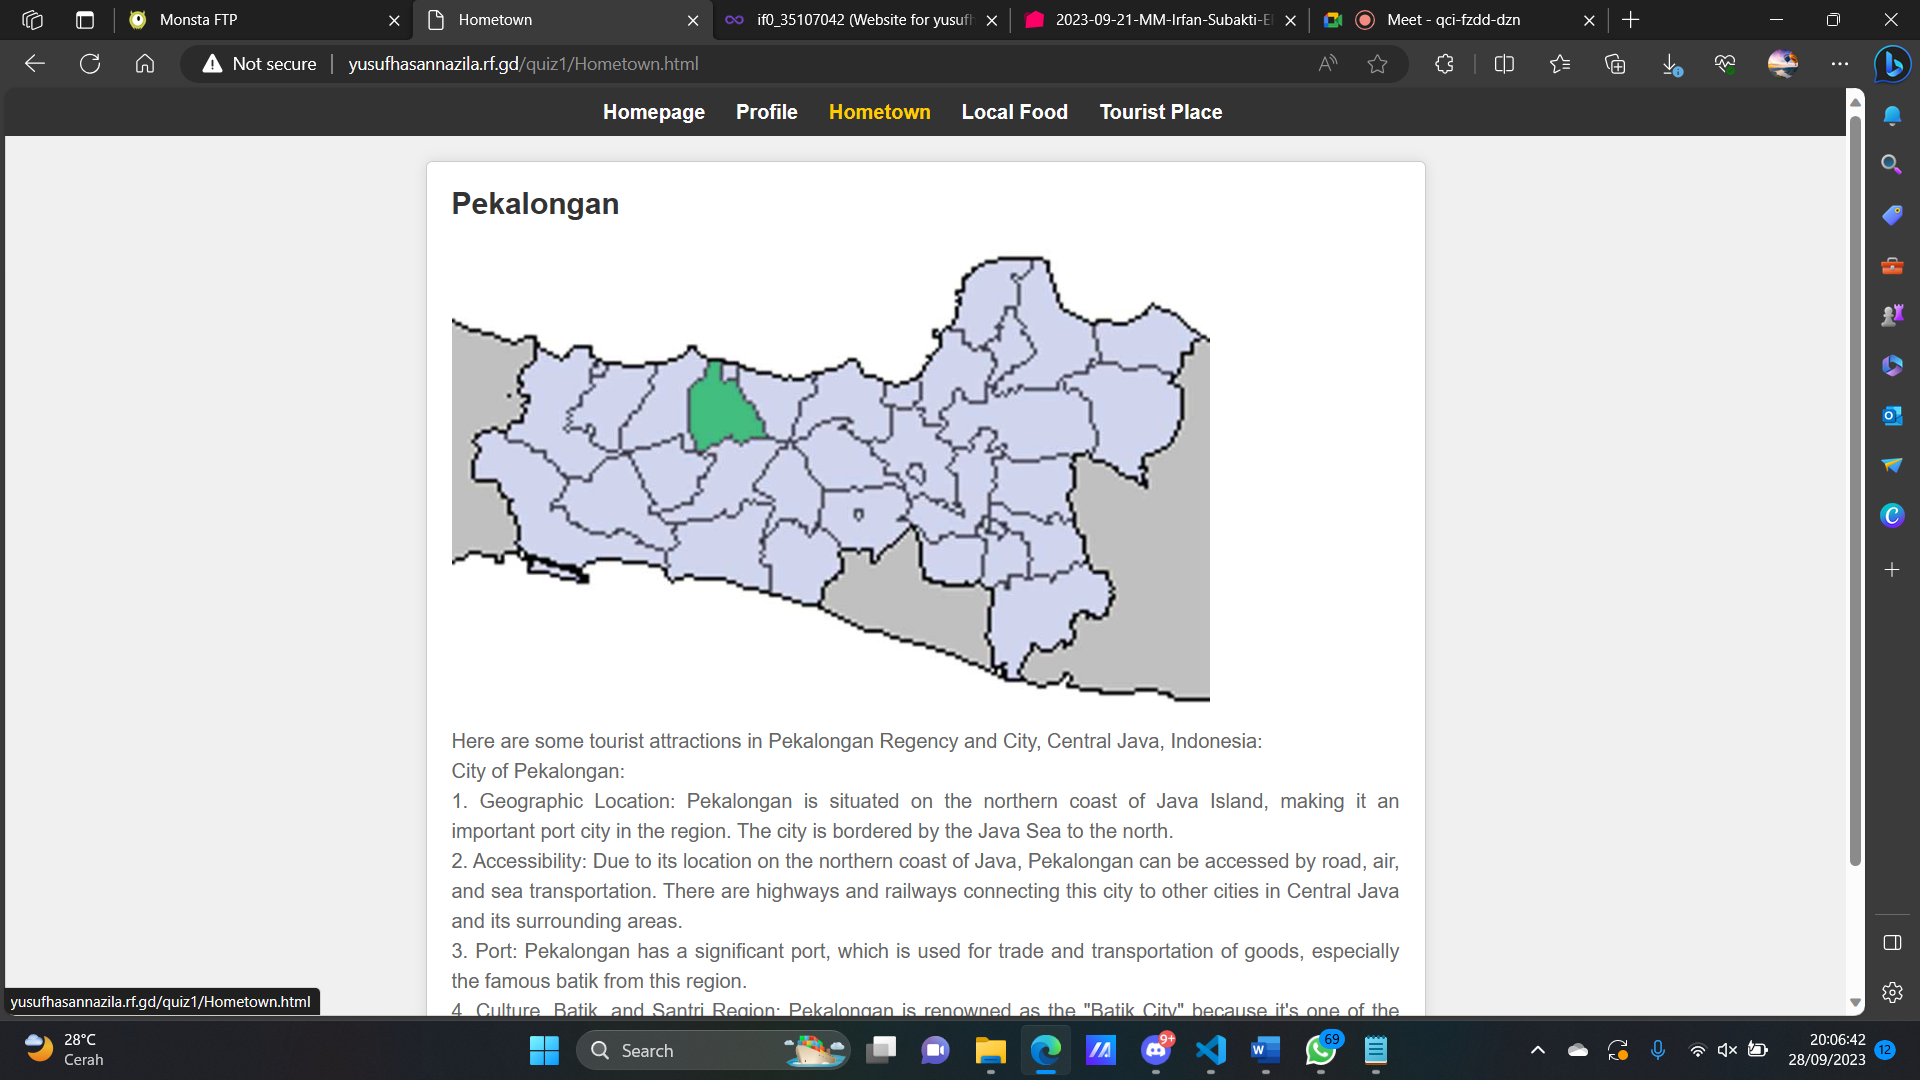 Monsta FTP
Hometown
if0_35107042 (Website for yusufh
2023-09-21-MM-Irfan-Subakti-E
Meet - qci-fzdd-dzn
Not secure
yusufhasannazila.rf.gd/quiz1/Hometown.html
Homepage Profile Hometown Local Food Tourist Place
Pekalongan
Here are some tourist attractions in Pekalongan Regency and City, Central Java, Indonesia:
City of Pekalongan:
1. Geographic Location: Pekalongan is situated on the northern coast of Java Island, making it an
important port city in the region. The city is bordered by the Java Sea to the north.
2. Accessibility: Due to its location on the northern coast of Java, Pekalongan can be accessed by road, air,
and sea transportation. There are highways and railways connecting this city to other cities in Central Java
and its surrounding areas.
3. Port: Pekalongan has a significant port, which is used for trade and transportation of goods, especially
the famous batik from this region.
4. Culture, Batik, and Santri Region: Pekalongan is renowned as the "Batik City" because it's one of the
yusufhasannazila.rf.gd/quiz1/Hometown.html
28°C
Cerah
Search
9+
69
20:06:42
28/09/2023
12